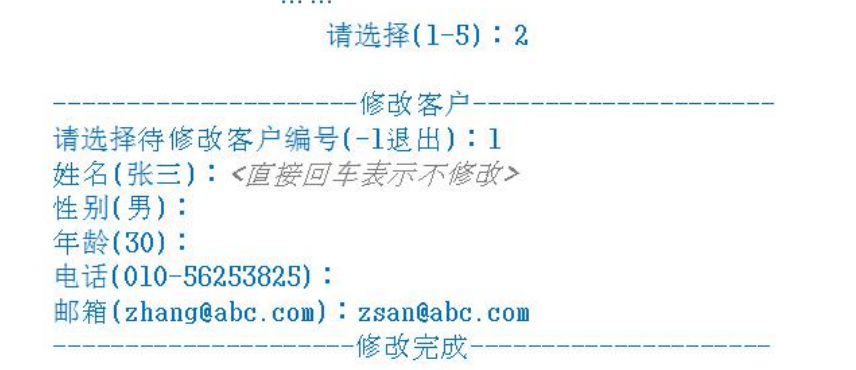 ... ...
请选择(1-5)：2
---------------------修改客户---------------------
请选择待修改客户编号(-1退出)：1
姓名(张三)：<直接回车表示不修改>
性别(男)：
年龄(30)：
电话(010-56253825)：
邮箱(zhang@abc.com)：zsan@abc.com
---------------------修改完成---------------------